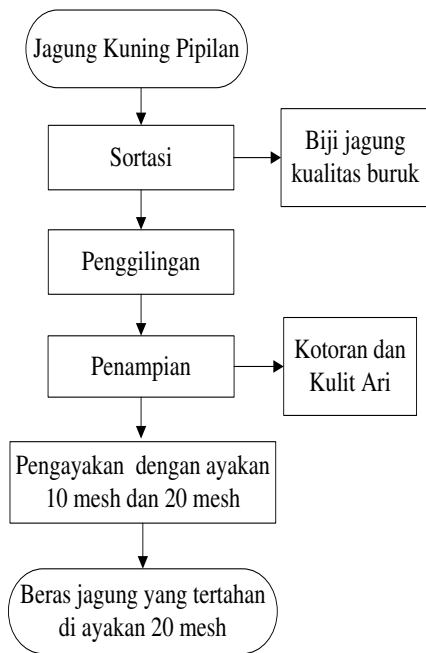 Jagung Kuning Pipilan
Sortasi
Biji jagung
kualitas buruk
Penggilingan
Penampian
Kotoran dan
Kulit Ari
Pengayakan dengan ayakan
10 mesh dan 20 mesh
Beras jagung yang tertahan
di ayakan 20 mesh